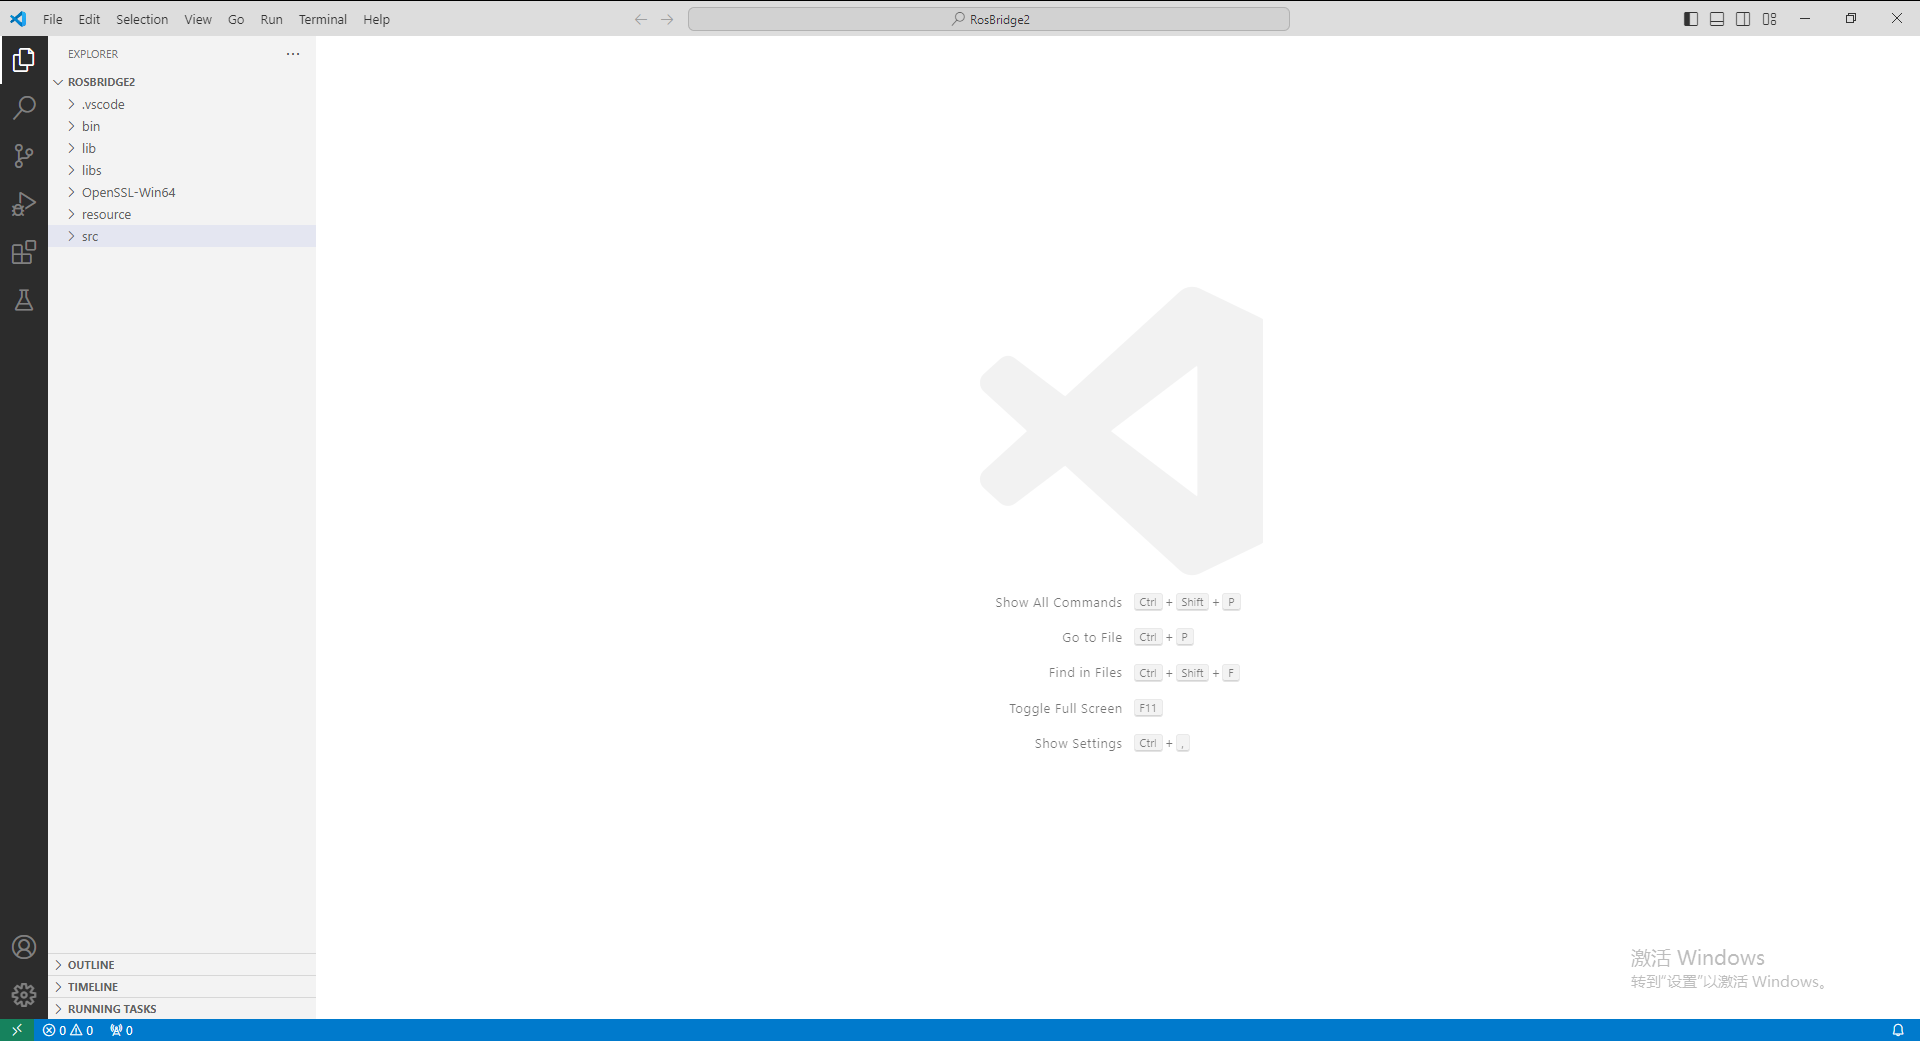 File Edit Selection View Go Run Terminal Help
RosBridge2
EXPLORER
ROSBRIDGE2
.vscode
bin
lib
libs
OpenSSL-Win64
resource
src
Show All Commands Ctrl + Shift + P
Go to File Ctrl + P
Find in Files Ctrl + Shift + F
Toggle Full Screen F11
Show Settings Ctrl + ,
激活 Windows
转到"设置"以激活 Windows。
OUTLINE
TIMELINE
RUNNING TASKS
0 0 0